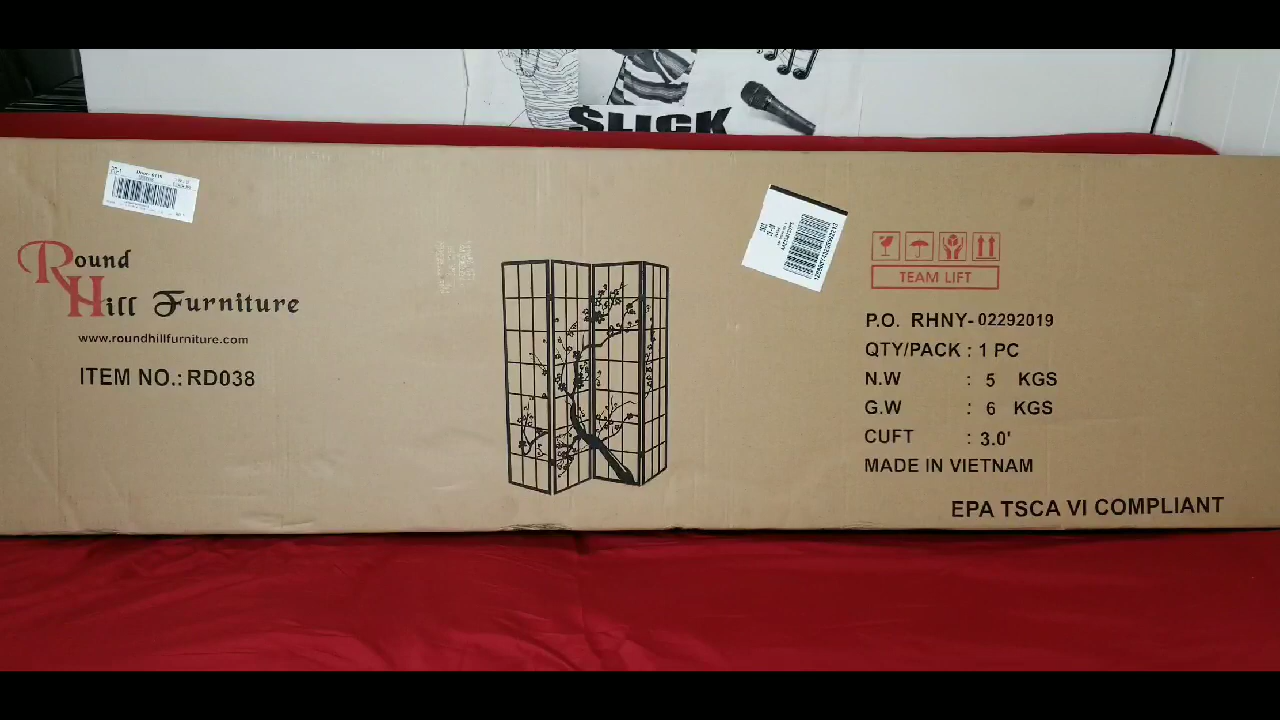 SLICK
Round
Hill Furniture
www.roundhillfurniture.com
ITEM NO.: RD038
TEAM LIFT
P.O. RHNY-02292019
QTY/PACK : 1 PC
N.W : 5 KGS
G.W : 6 KGS
CUFT : 3.0'
MADE IN VIETNAM
EPA TSCA VI COMPLIANT